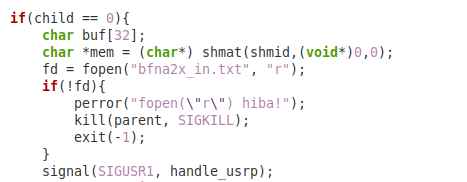 if(child == 0){
    char buf[32];
    char *mem = (char*) shmat(shmid,(void*)0,0);
    fd = fopen("bfna2x_in.txt", "r");
    if(!fd){
        perror("fopen(\"r\") hiba!");
        kill(parent, SIGKILL);
        exit(-1);
    }
    signal(SIGUSR1, handle_usrp);